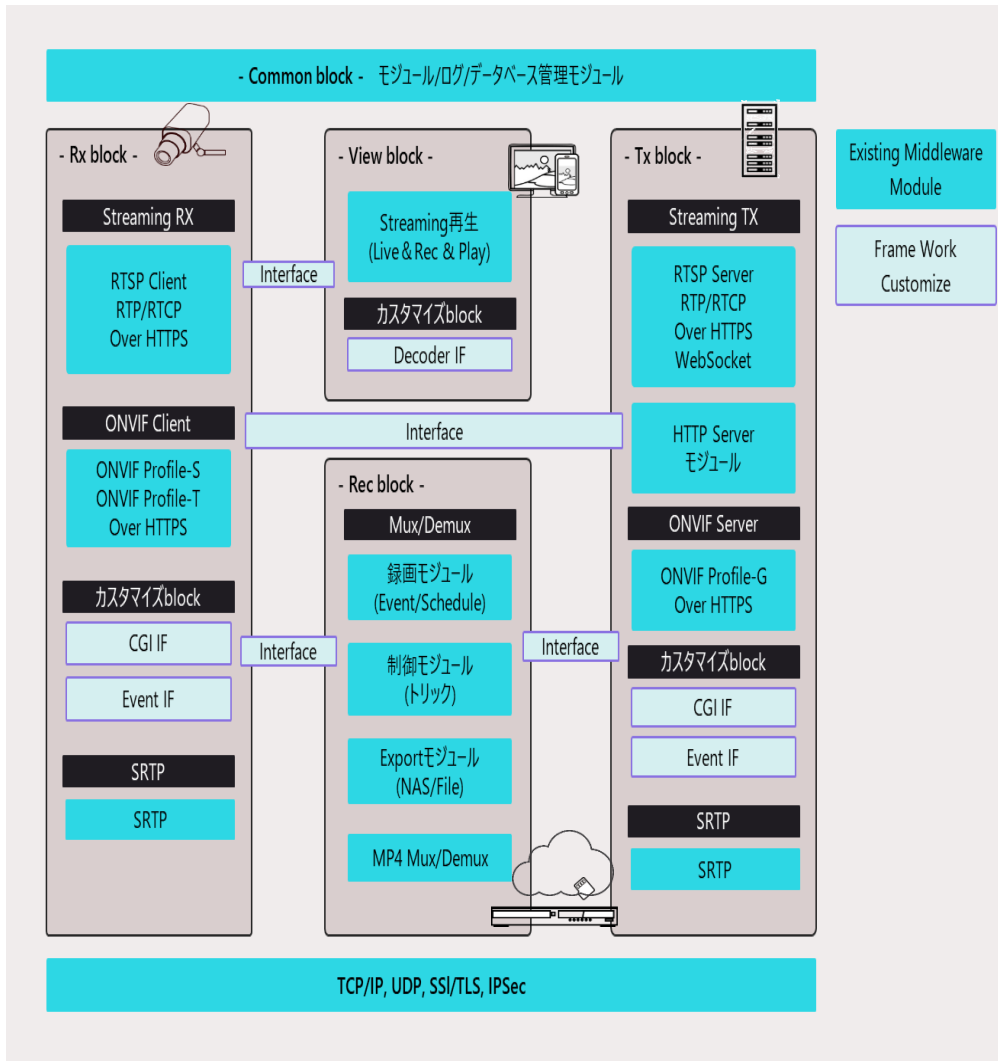 - Common block - モジュール/ログ/データベース管理モジュール
- Rx block -
Streaming RX
RTSP Client
RTP/RTCP
Over HTTPS
ONVIF Client
ONVIF Profile-S
ONVIF Profile-T
Over HTTPS
カスタマイズblock
CGI IF
Event IF
SRTP
SRTP
Interface
Interface
Interface
- View block -
Streaming再生
(Live&Rec & Play)
カスタマイズblock
Decoder IF
- Rec block -
Mux/Demux
録画モジュール
(Event/Schedule)
制御モジュール
(トリック)
Exportモジュール
(NAS/File)
MP4 Mux/Demux
Interface
- Tx block -
Streaming TX
RTSP Server
RTP/RTCP
Over HTTPS
WebSocket
HTTP Server
モジュール
ONVIF Server
ONVIF Profile-G
Over HTTPS
カスタマイズblock
CGI IF
Event IF
SRTP
SRTP
Existing Middleware
Module
Frame Work
Customize
TCP/IP, UDP, SSl/TLS, IPSec